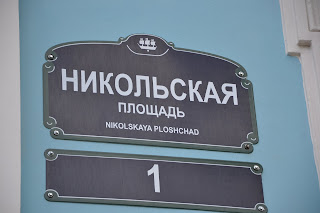 НИКОЛЬСКАЯ
ПЛОЩАДЬ
NIKOLSKAYA PLOSHCHAD
1